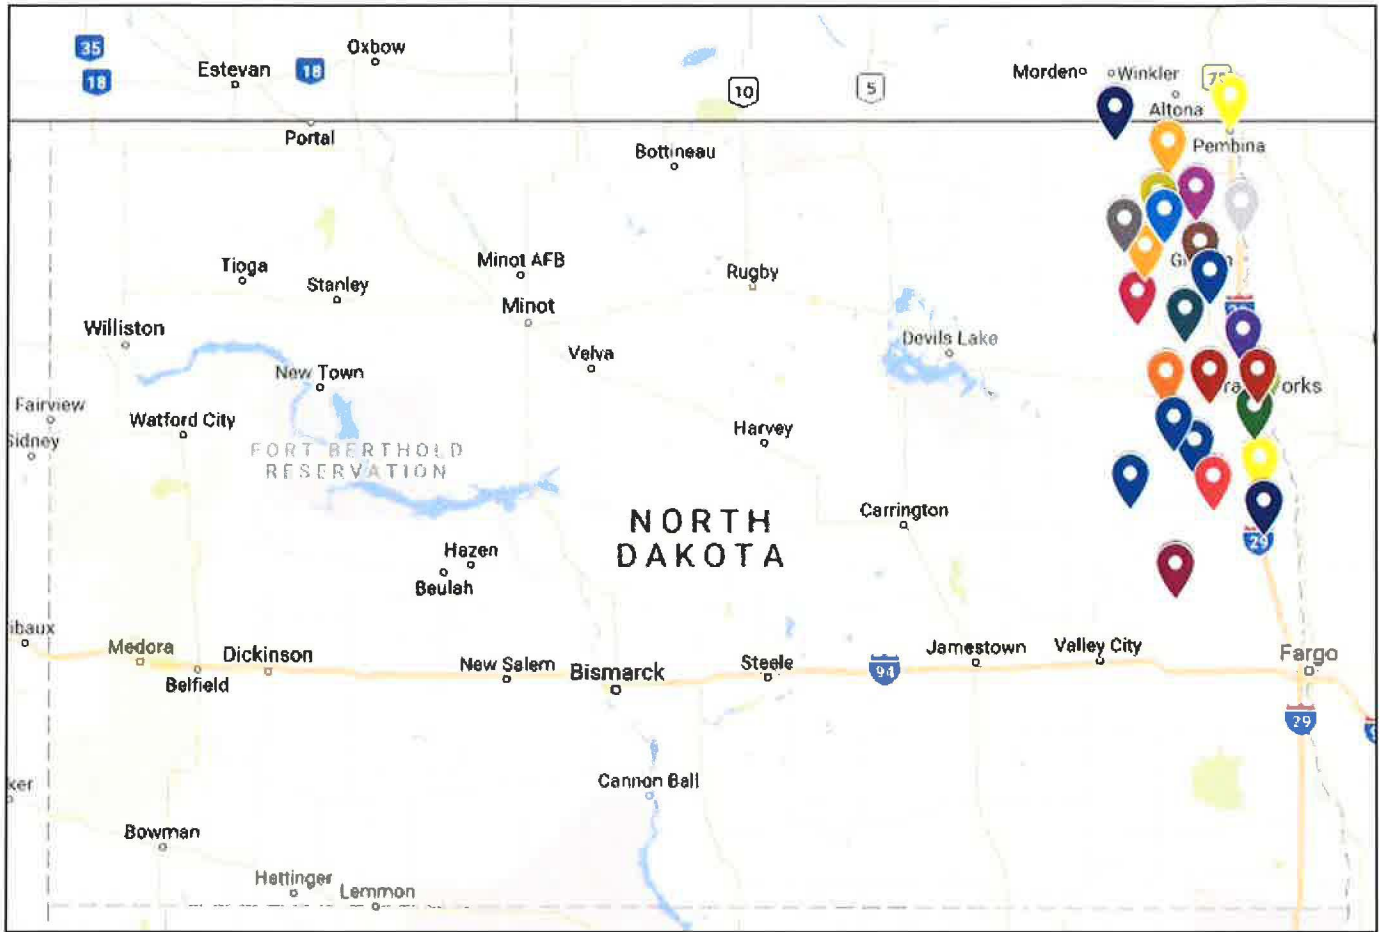 35
18
Estevan
18
Oxbow
10
5
Morden
Winkler
Altona
Portal
Bottineau
Pembina
Tioga
Stanley
Minot AFB
Minot
Rugby
Williston
Velva
Devils Lake
New Town
Fairview
Sidney
Watford City
FORT BERTHOLD
RESERVATION
Harvey
NORTH
DAKOTA
Carrington
29
Hazen
Beulah
ibaux
Medora
Belfield
Dickinson
New Salem
Bismarck
Steele
94
Jamestown
Valley City
Fargo
29
Cannon Ball
ker
Bowman
Hettinger
Lemmon